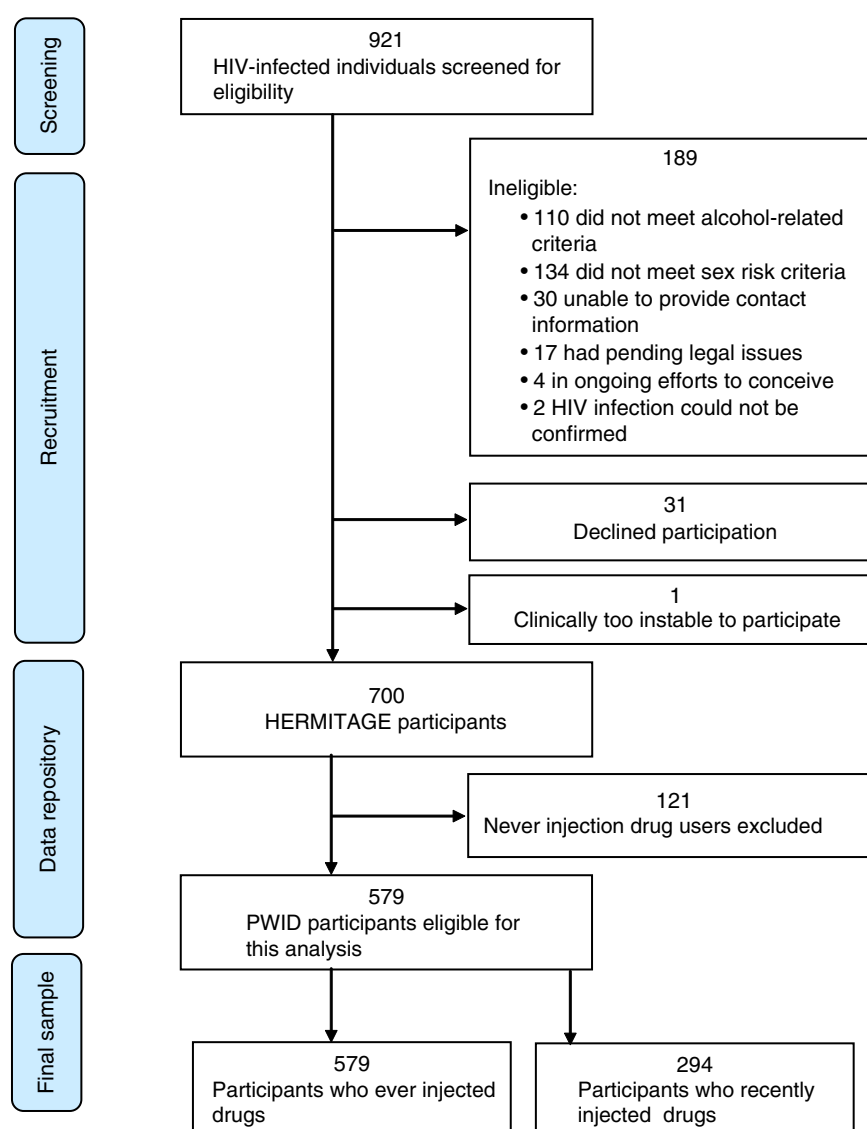 Screening
921
HIV-infected individuals screened for
eligibility
Recruitment
189
Ineligible:
• 110 did not meet alcohol-related
criteria
• 134 did not meet sex risk criteria
• 30 unable to provide contact
information
• 17 had pending legal issues
• 4 in ongoing efforts to conceive
• 2 HIV infection could not be
confirmed
31
Declined participation
1
Clinically too instable to participate
Data repository
700
HERMITAGE participants
121
Never injection drug users excluded
579
PWID participants eligible for
this analysis
Final sample
579
Participants who ever injected
drugs
294
Participants who recently
injected drugs